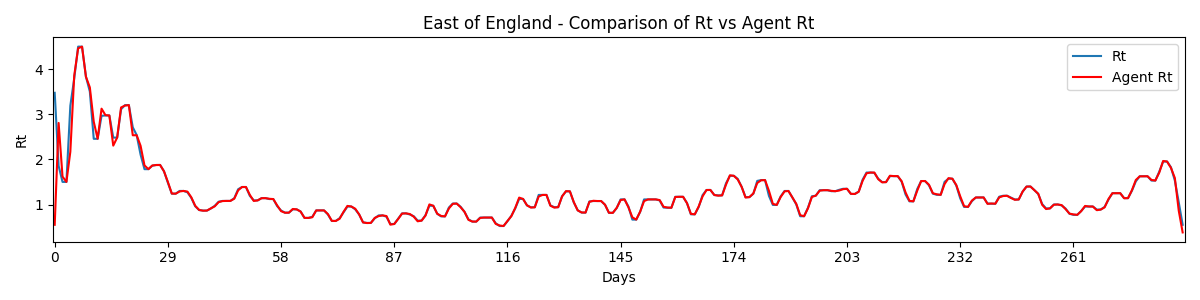 East of England - Comparison of Rt vs Agent Rt
Rt
Agent Rt
Rt
4
3
2
1
0 29 58 87 116 145 174 203 232 261
Days